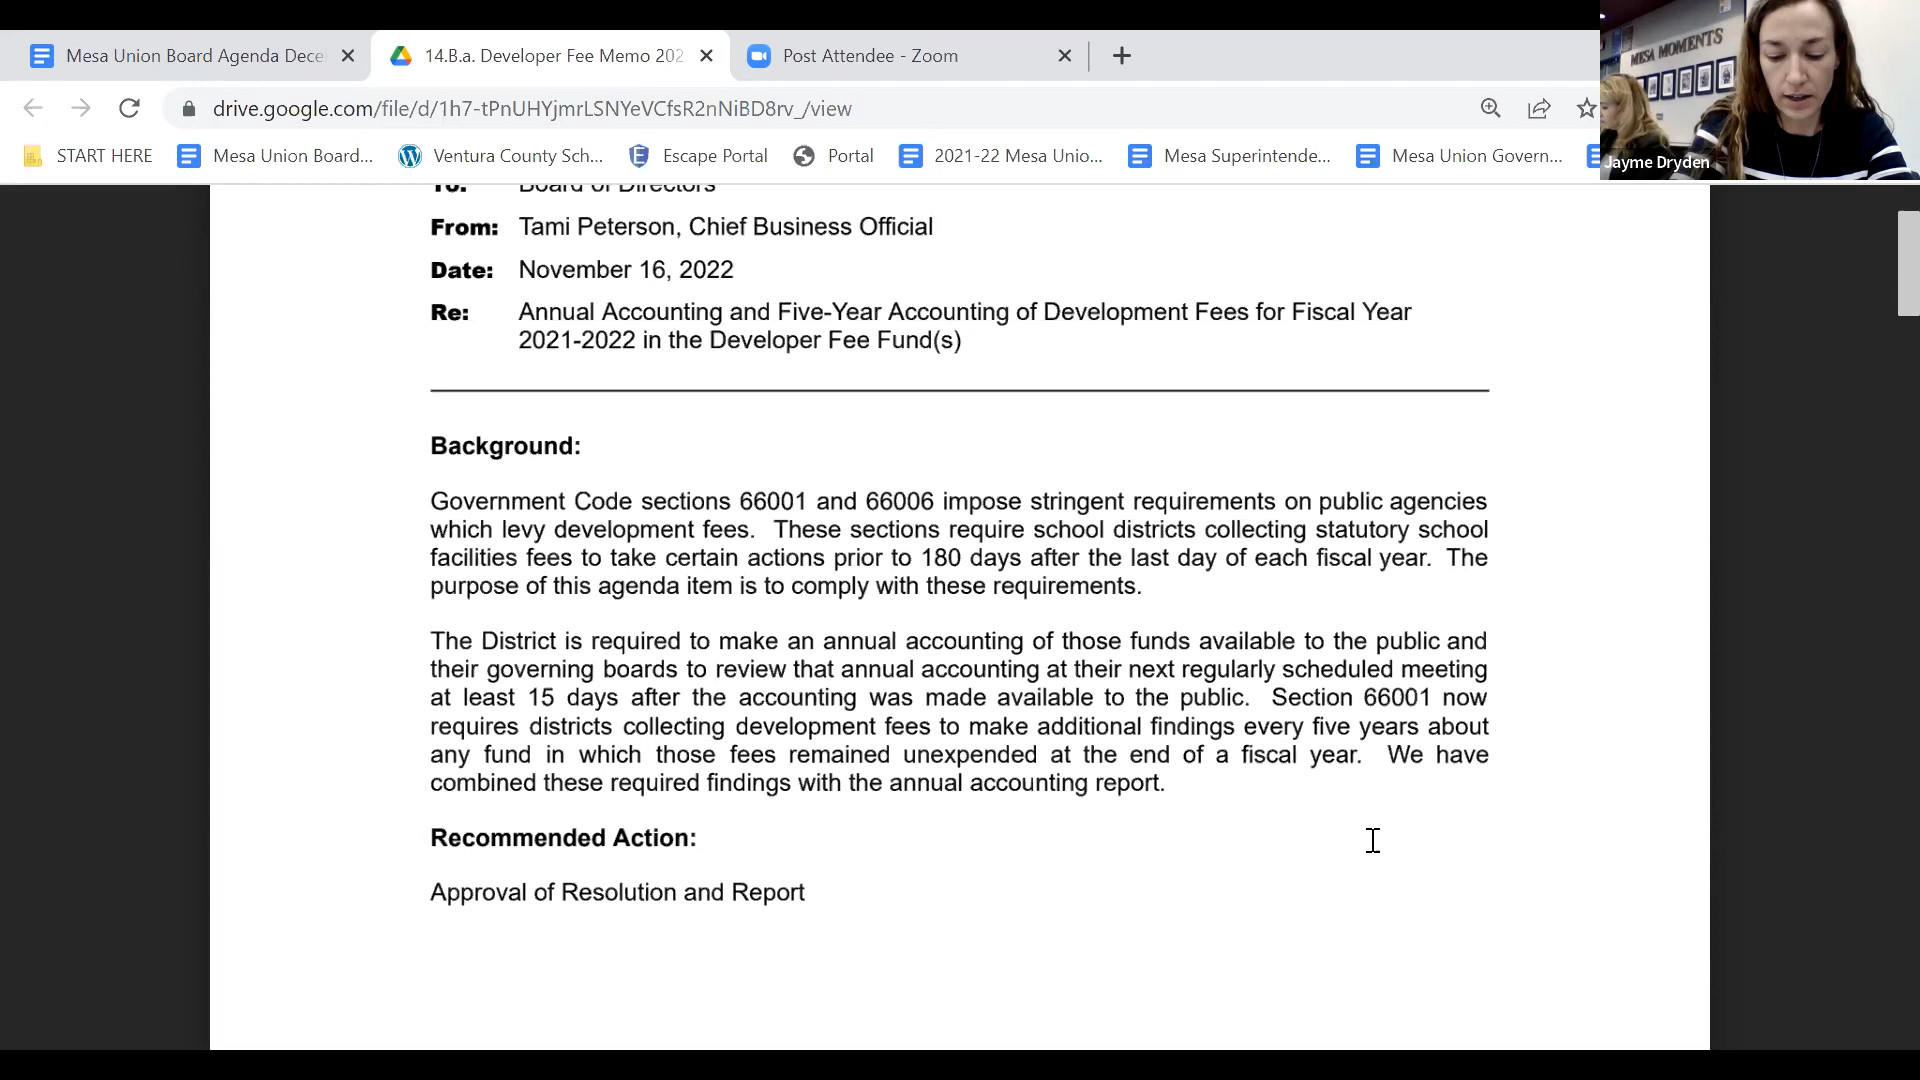 Mesa Union Board Agenda Dece
14.B.a. Developer Fee Memo 202
Post Attendee - Zoom
drive.google.com/file/d/1h7-tPnUHYjmrLSNYeVCfsR2nNiBD8rv_/view
START HERE
Mesa Union Board...
Ventura County Sch...
Escape Portal
Portal
2021-22 Mesa Unio...
Mesa Superintende...
Mesa Union Govern...
MESA MOMENTS
Jayme Dryden
To: Board of Directors
From: Tami Peterson, Chief Business Official
Date: November 16, 2022
Re: Annual Accounting and Five-Year Accounting of Development Fees for Fiscal Year
2021-2022 in the Developer Fee Fund(s)
Background:
Government Code sections 66001 and 66006 impose stringent requirements on public agencies
which levy development fees. These sections require school districts collecting statutory school
facilities fees to take certain actions prior to 180 days after the last day of each fiscal year. The
purpose of this agenda item is to comply with these requirements.
The District is required to make an annual accounting of those funds available to the public and
their governing boards to review that annual accounting at their next regularly scheduled meeting
at least 15 days after the accounting was made available to the public. Section 66001 now
requires districts collecting development fees to make additional findings every five years about
any fund in which those fees remained unexpended at the end of a fiscal year. We have
combined these required findings with the annual accounting report.
Recommended Action:
Approval of Resolution and Report